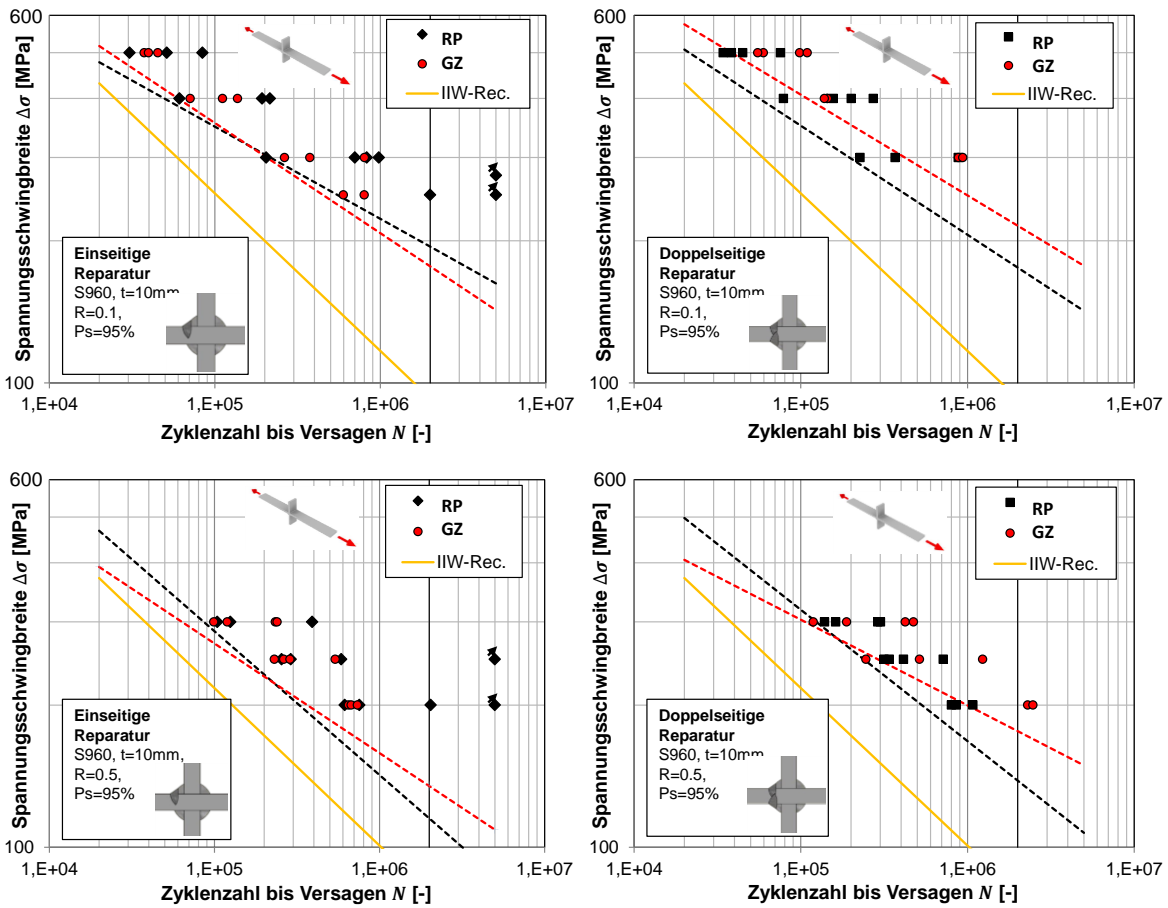 600
RP
GZ
IIW-Rec.
Spannungsschwingbreite Δσ [MPa]
Einseitige
Reparatur
S960, t=10mm
R=0.1,
Ps=95%
100
1,E+04
1,E+05
1,E+06
1,E+07
Zyklenzahl bis Versagen N [-]
600
RP
GZ
IIW-Rec.
Spannungsschwingbreite Δσ [MPa]
Doppelseitige
Reparatur
S960, t=10mm
R=0.1,
Ps=95%
100
1,E+04
1,E+05
1,E+06
1,E+07
Zyklenzahl bis Versagen N [-]
600
RP
GZ
IIW-Rec.
Spannungsschwingbreite Δσ [MPa]
Einseitige
Reparatur
S960, t=10mm,
R=0.5,
Ps=95%
100
1,E+04
1,E+05
1,E+06
1,E+07
Zyklenzahl bis Versagen N [-]
600
RP
GZ
IIW-Rec.
Spannungsschwingbreite Δσ [MPa]
Doppelseitige
Reparatur
S960, t=10mm
R=0.5,
Ps=95%
100
1,E+04
1,E+05
1,E+06
1,E+07
Zyklenzahl bis Versagen N [-]